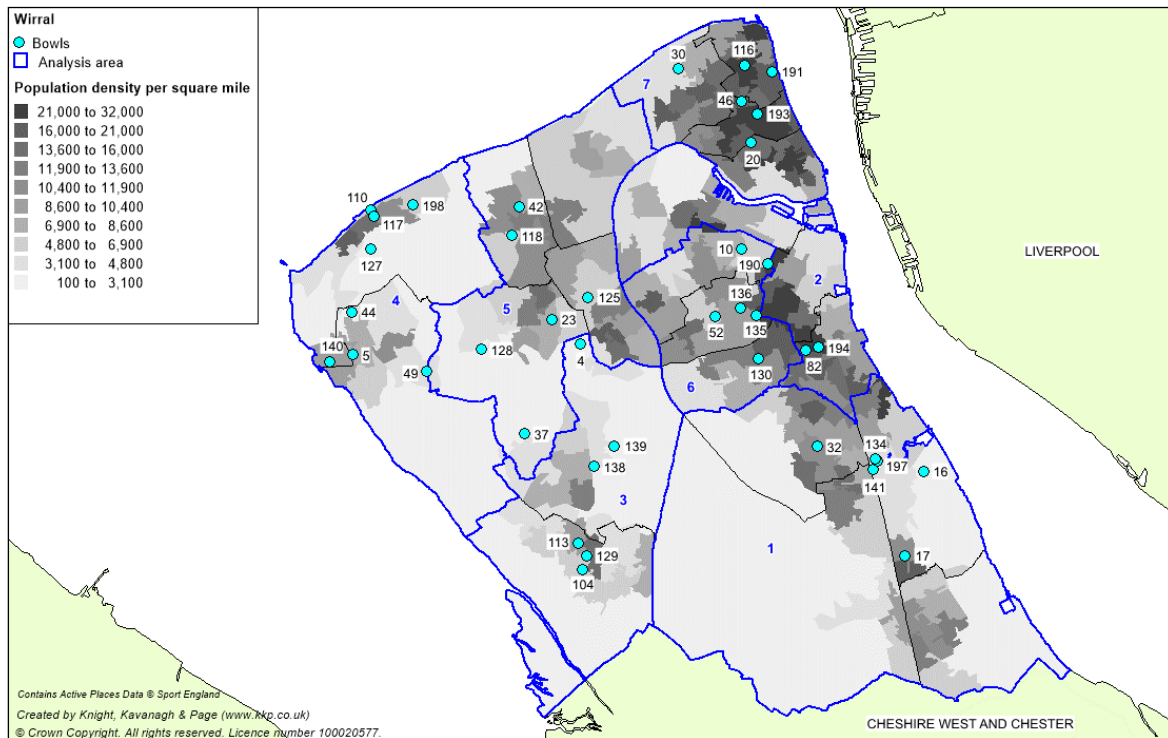 Wirral
Bowls
Analysis area
Population density per square mile
21,000 to 32,000
16,000 to 21,000
13,600 to 16,000
11,900 to 13,600
10,400 to 11,900
8,600 to 10,400
6,900 to 8,600
4,800 to 6,900
3,100 to 4,800
100 to 3,100
30
116
191
7
46
193
20
110
198
117
42
118
127
10
190
2
LIVERPOOL
4
44
5
125
136
23
52
135
140
5
128
4
194
82
49
130
6
37
139
32
134
138
197
16
141
3
113
1
129
17
104
Contains Active Places Data © Sport England
Created by Knight, Kavanagh & Page (www.kkp.co.uk)
© Crown Copyright. All rights reserved. Licence number 100020577.
CHESHIRE WEST AND CHESTER